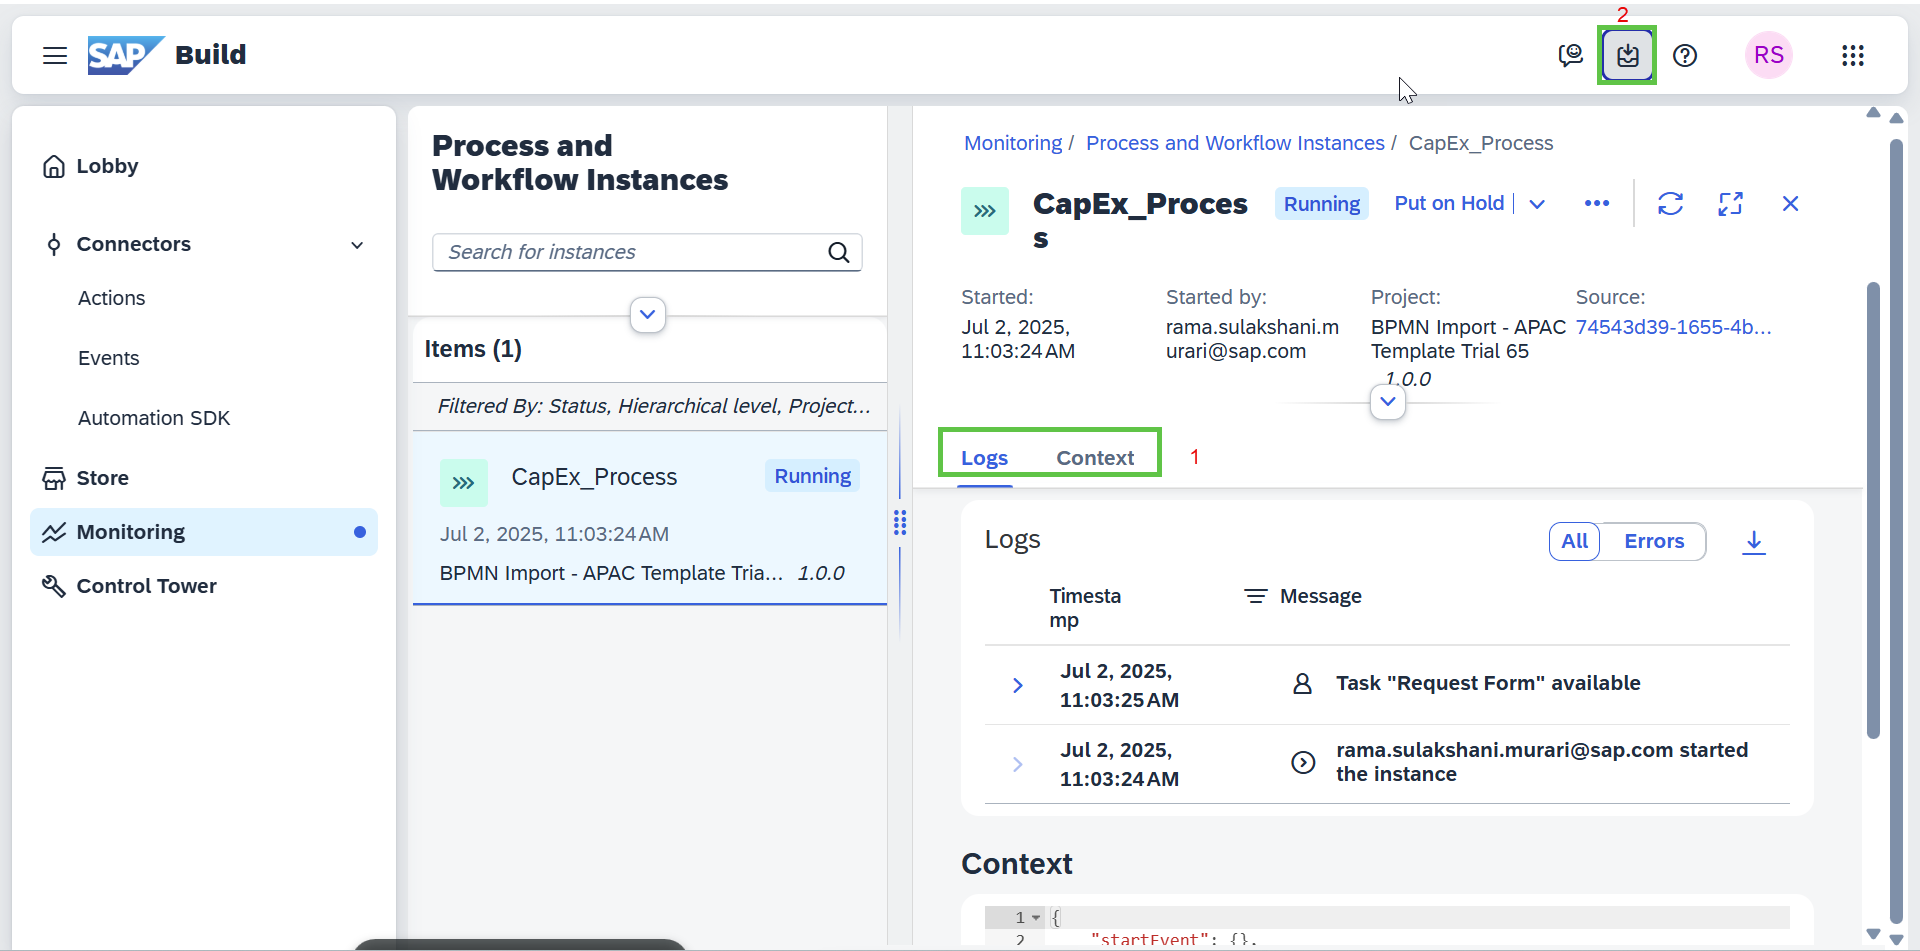 2
SAP Build
RS
Lobby
Connectors
Actions
Events
Automation SDK
Store
Monitoring
Control Tower
Process and
Workflow Instances
Search for instances
Items (1)
Filtered By: Status, Hierarchical level, Project...
CapEx_Process
Running
Jul 2, 2025, 11:03:24 AM
BPMN Import - APAC Template Tria... 1.0.0
Monitoring / Process and Workflow Instances / CapEx_Process
CapEx_Proces
s
Running
Put on Hold
Started:
Jul 2, 2025,
11:03:24 AM
Started by:
rama.sulakshani.m
urari@sap.com
Project:
BPMN Import - APAC
Template Trial 65
1.0.0
Source:
74543d39-1655-4b...
Logs
Context
1
Logs
All
Errors
Timesta
mp
Message
Jul 2, 2025,
11:03:25 AM
Task "Request Form" available
Jul 2, 2025,
11:03:24 AM
rama.sulakshani.murari@sap.com started
the instance
Context
1 {
2 "startEvent": {},